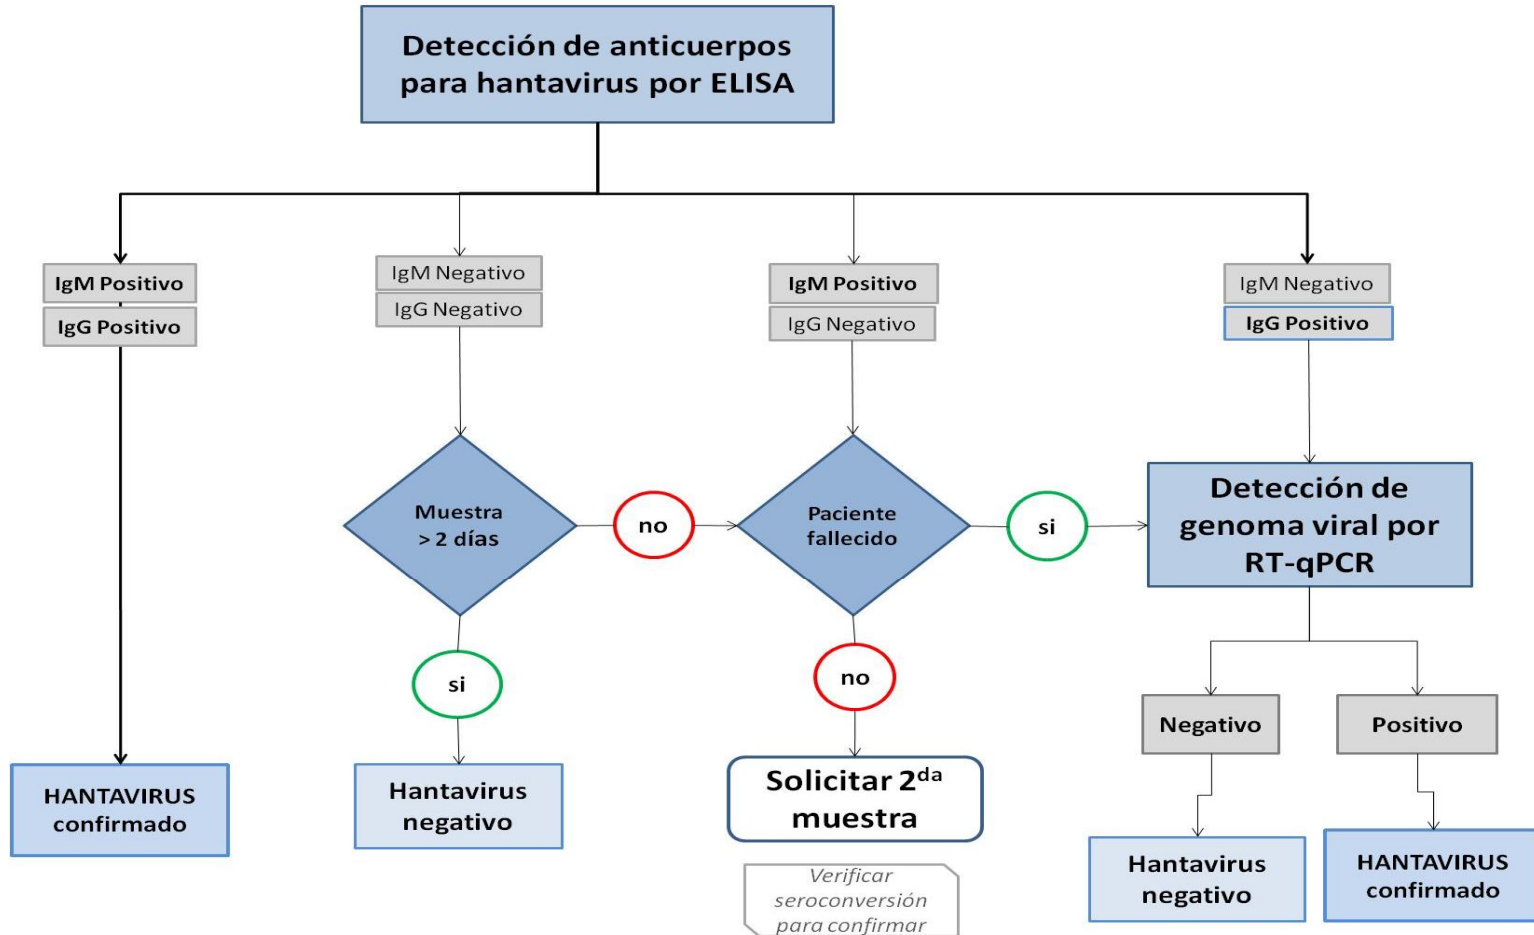 Detección de anticuerpos
para hantavirus por ELISA
IgM Positivo
IgG Positivo
IgM Negativo
IgG Negativo
IgM Positivo
IgG Negativo
IgM Negativo
IgG Positivo
Muestra
> 2 días
no
Paciente
fallecido
si
Detección de
genoma viral por
RT-qPCR
si
no
Negativo
Positivo
HANTAVIRUS
confirmado
Hantavirus
negativo
Solicitar 2da
muestra
Verificar
seroconversión
para confirmar
Hantavirus
negativo
HANTAVIRUS
confirmado